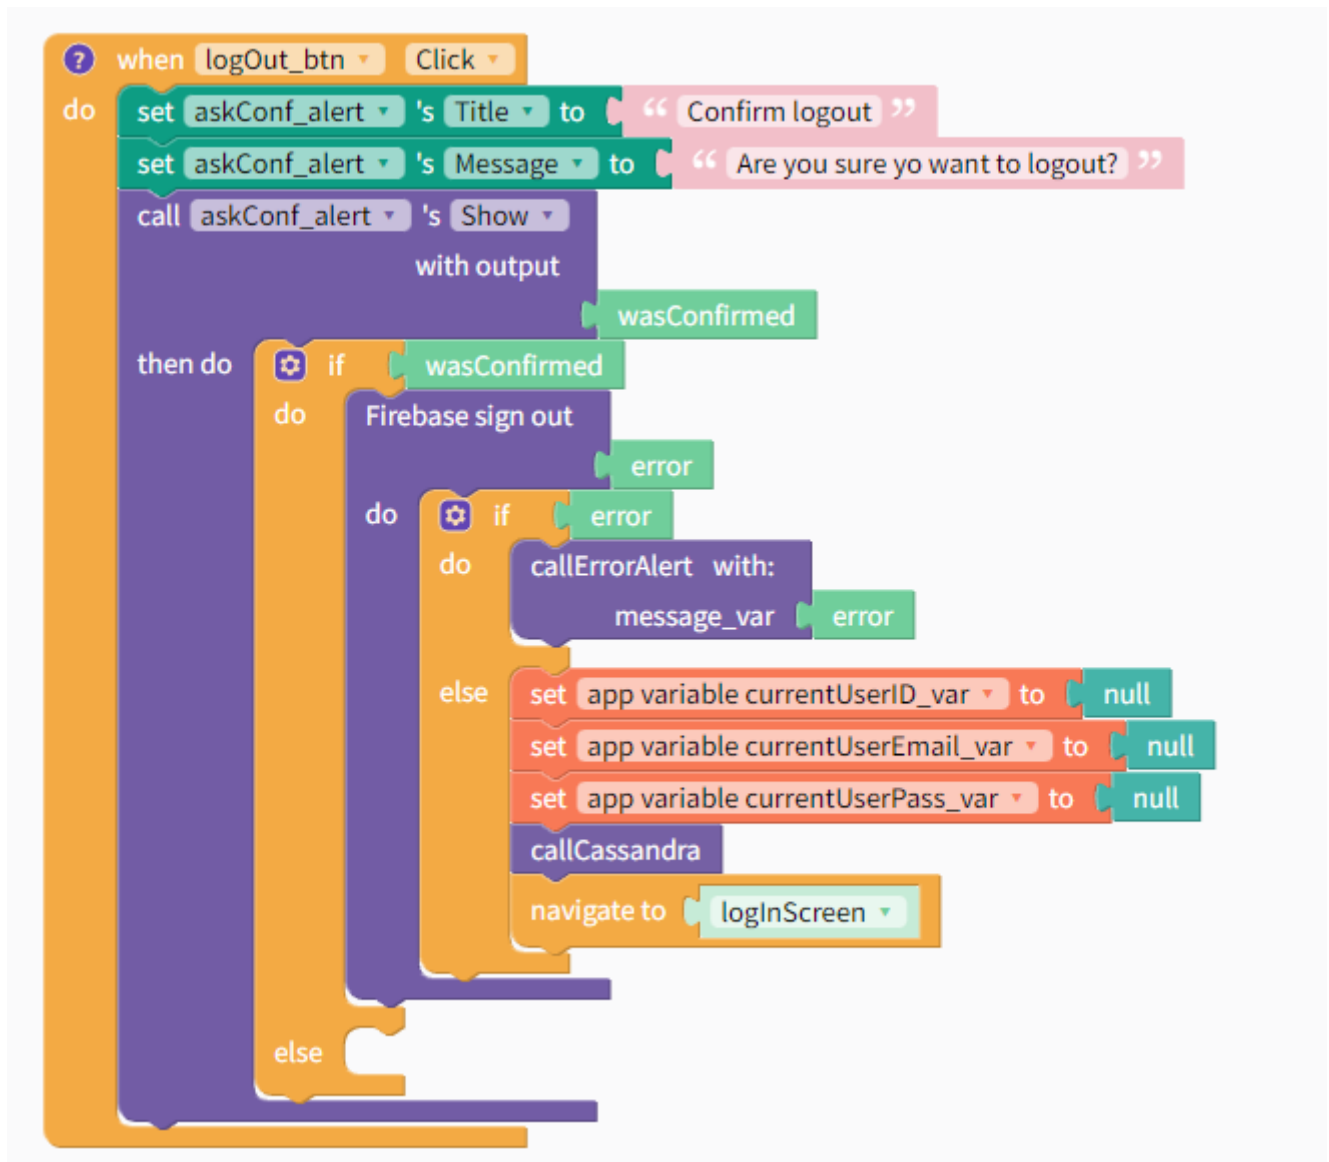 ? when logOut_btn Click
do set askConf_alert 's Title to “ Confirm logout ”
set askConf_alert 's Message to “ Are you sure yo want to logout? ”
call askConf_alert 's Show
with output
wasConfirmed
then do if wasConfirmed
do Firebase sign out
error
do if error
do callErrorAlert with:
message_var error
else set app variable currentUserID_var to null
set app variable currentUserEmail_var to null
set app variable currentUserPass_var to null
callCassandra
navigate to logInScreen
else